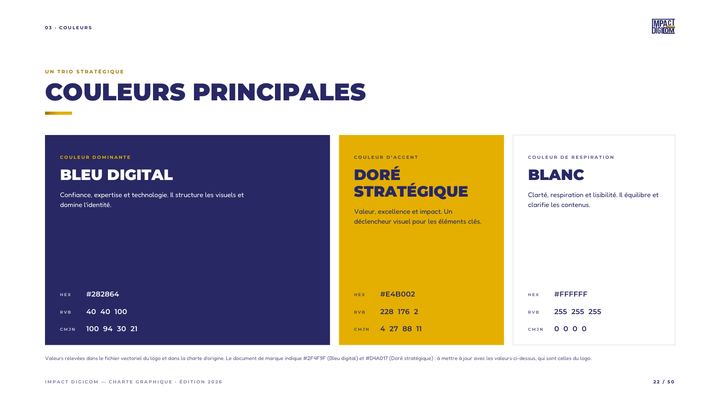 03 · COULEURS
IMPACT
DIGICOM
UN TRIO STRATÉGIQUE
COULEURS PRINCIPALES
COULEUR DOMINANTE
BLEU DIGITAL
Confiance, expertise et technologie. Il structure les visuels et
domine l'identité.
HEX #282864
RVB 40 40 100
CMJN 100 94 30 21
COULEUR D'ACCENT
DORÉ
STRATÉGIQUE
Valeur, excellence et impact. Un
déclencheur visuel pour les éléments clés.
HEX #E4B002
RVB 228 176 2
CMJN 4 27 88 11
COULEUR DE RESPIRATION
BLANC
Clarté, respiration et lisibilité. Il équilibre et
clarifie les contenus.
HEX #FFFFFF
RVB 255 255 255
CMJN 0 0 0 0
Valeurs relevées dans le fichier vectoriel du logo et dans la charte d'origine. Le document de marque indique #2F4F9F (Bleu digital) et #D4A017 (Doré stratégique) : à mettre à jour avec les valeurs ci-dessus, qui sont celles du logo.
IMPACT DIGICOM — CHARTE GRAPHIQUE · ÉDITION 2026
22 / 50